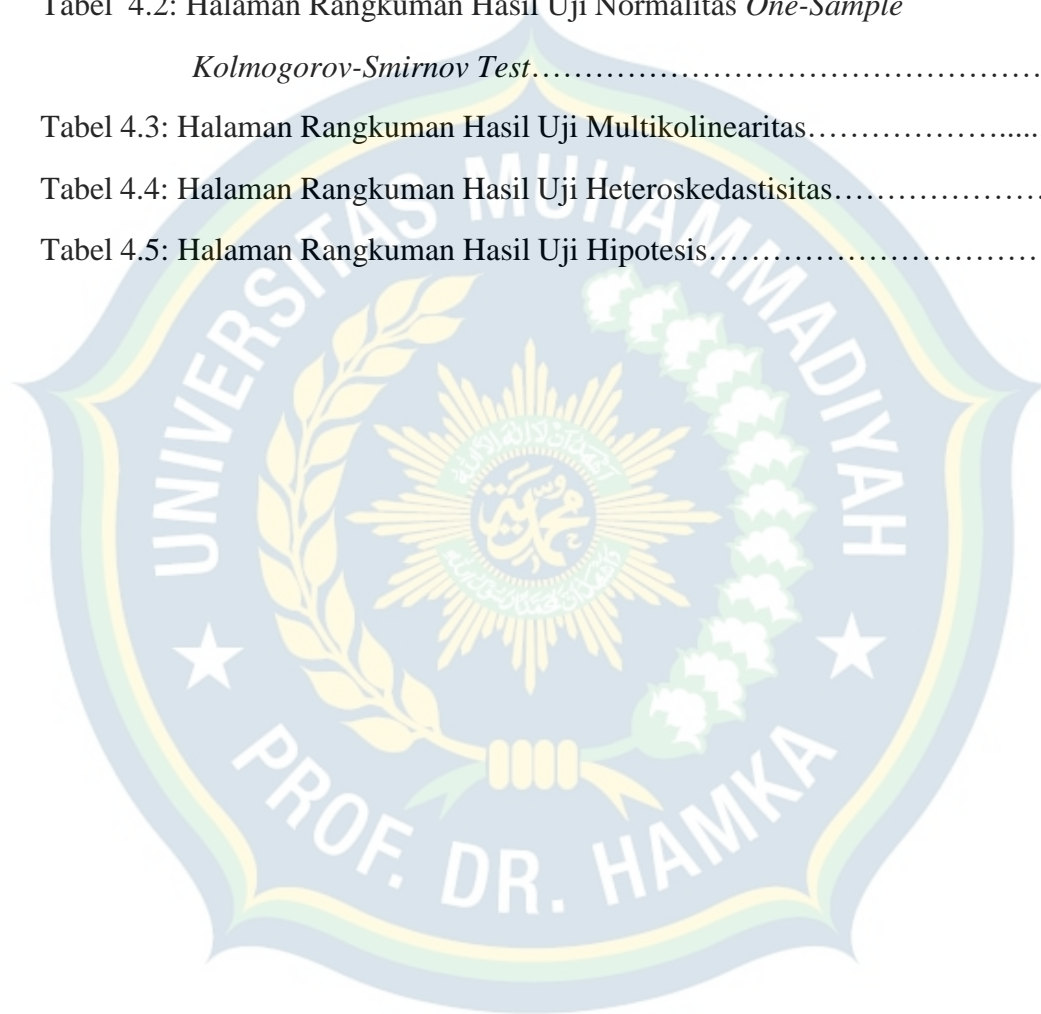 Tabel 4.2: Halaman Rangkuman Hasil Uji Normalitas One-Sample
Kolmogorov-Smirnov Test……………………………………………
Tabel 4.3: Halaman Rangkuman Hasil Uji Multikolinearitas………………….....
Tabel 4.4: Halaman Rangkuman Hasil Uji Heteroskedastisitas…………………
Tabel 4.5: Halaman Rangkuman Hasil Uji Hipotesis………………………………
UNIVERSITAS MUHAMMADIYAH
محمدية
PROF. DR. HAMKA